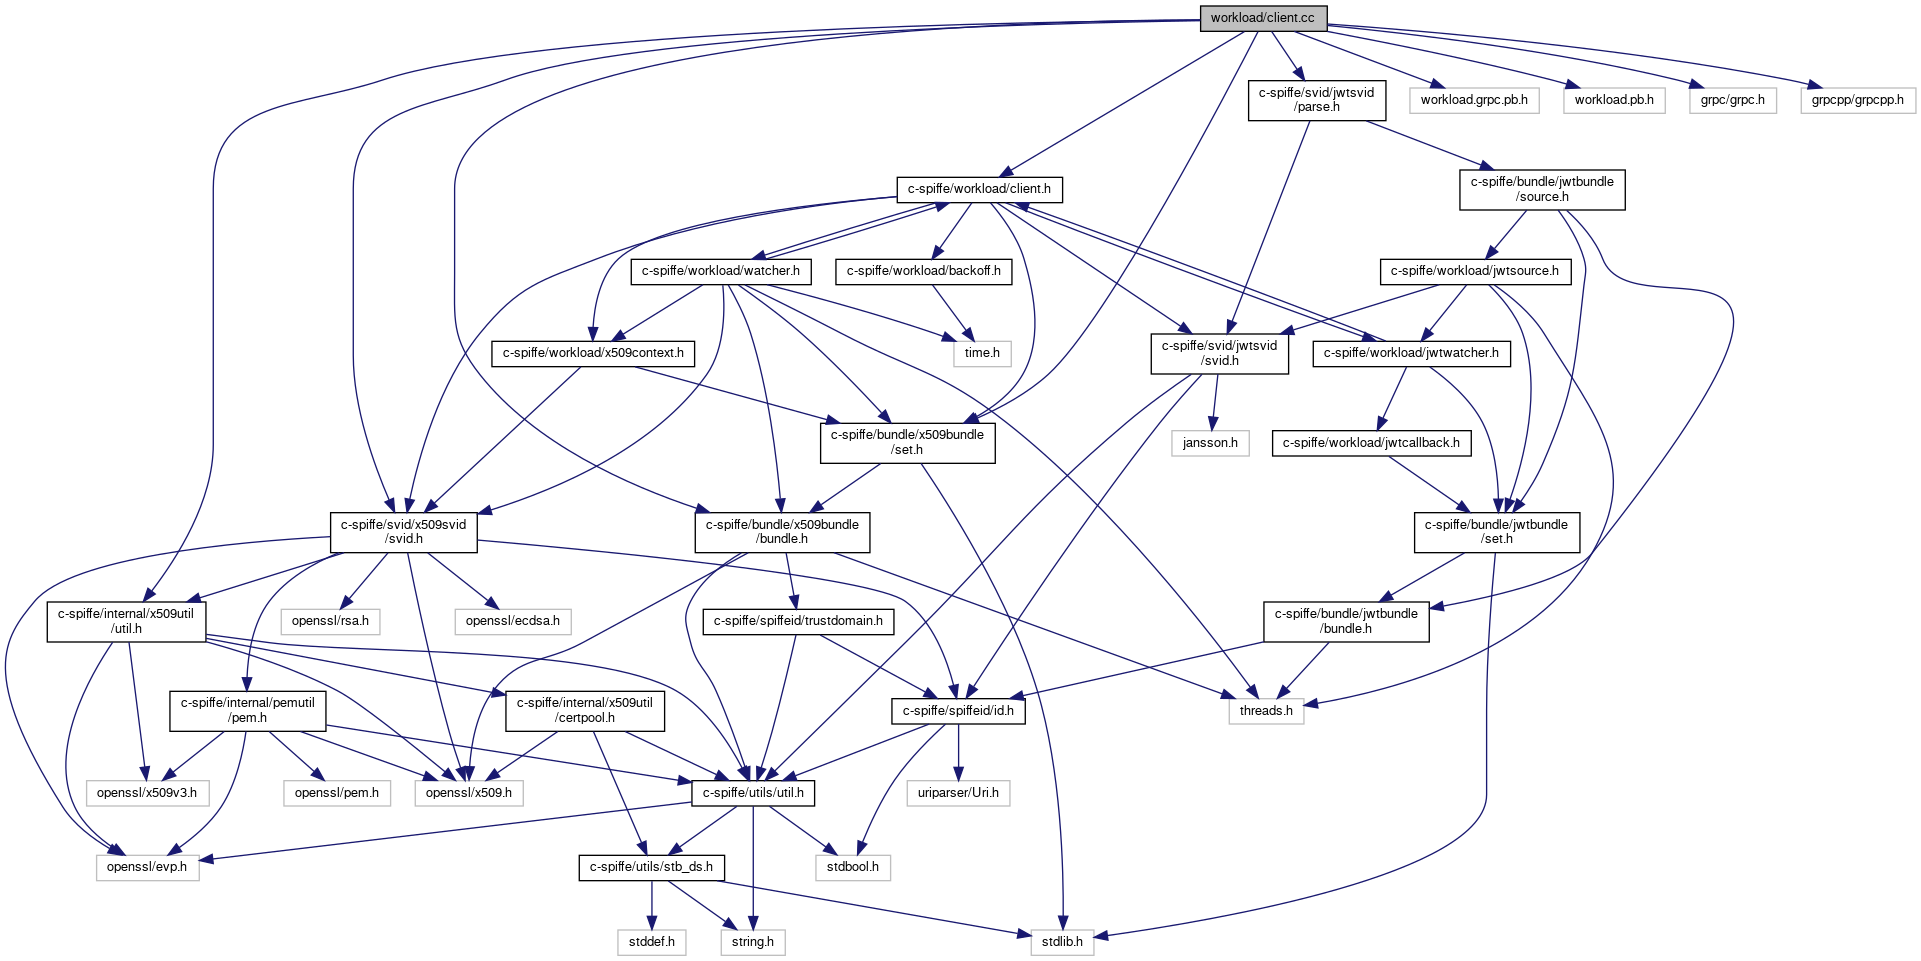 workload/client.cc
c-spiffe/svid/jwtsvid
/parse.h
workload.grpc.pb.h
workload.pb.h
grpc/grpc.h
grpcpp/grpcpp.h
c-spiffe/workload/client.h
c-spiffe/bundle/jwtbundle
/source.h
c-spiffe/workload/watcher.h
c-spiffe/workload/backoff.h
c-spiffe/workload/jwtsource.h
c-spiffe/workload/x509context.h
time.h
c-spiffe/svid/jwtsvid
/svid.h
c-spiffe/workload/jwtwatcher.h
c-spiffe/bundle/x509bundle
/set.h
jansson.h
c-spiffe/workload/jwtcallback.h
c-spiffe/svid/x509svid
/svid.h
c-spiffe/bundle/x509bundle
/bundle.h
c-spiffe/bundle/jwtbundle
/set.h
c-spiffe/internal/x509util
/util.h
openssl/rsa.h
openssl/ecdsa.h
c-spiffe/spiffeid/trustdomain.h
c-spiffe/bundle/jwtbundle
/bundle.h
c-spiffe/internal/pemutil
/pem.h
c-spiffe/internal/x509util
/certpool.h
c-spiffe/spiffeid/id.h
threads.h
openssl/x509v3.h
openssl/pem.h
openssl/x509.h
c-spiffe/utils/util.h
uriparser/Uri.h
openssl/evp.h
c-spiffe/utils/stb_ds.h
stdbool.h
stddef.h
string.h
stdlib.h